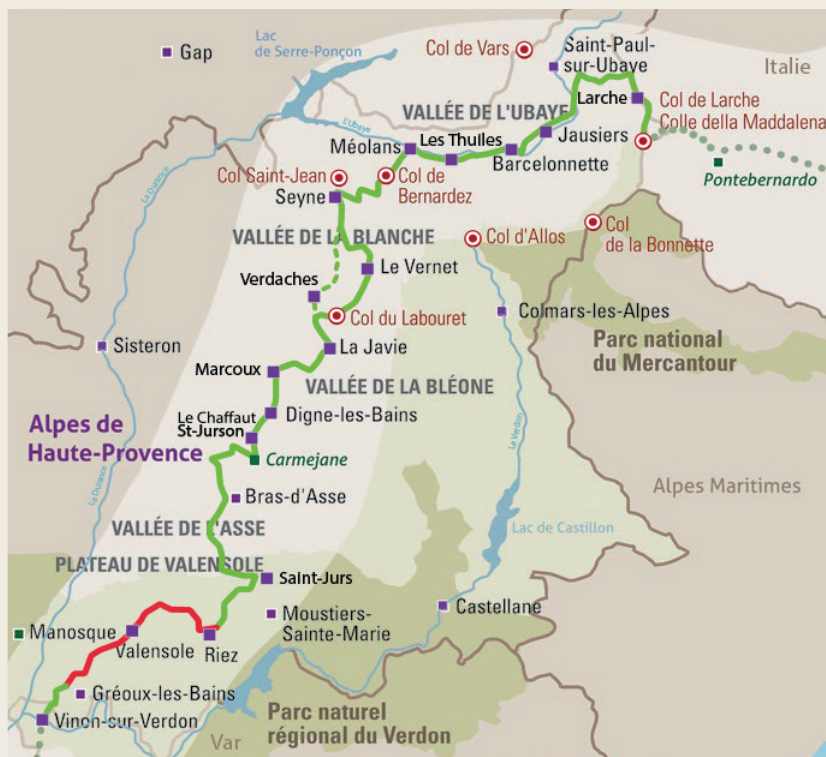 Lac
de Serre-Ponçon
Gap
Col de Vars
Saint-Paul-
sur-Ubaye
Italie
Larche
Col de Larche
Colle della Maddalena
VALLÉE DE L'UBAYE
L'Ubaye
Les Thuiles
Jausiers
Méolans
Barcelonnette
Pontebernardo
Col Saint-Jean
Col de
Bernardez
Seyne
La Durance
VALLÉE DE LA BLANCHE
Col d'Allos
Col
de la Bonnette
Le Vernet
Verdaches
Colmars-les-Alpes
Col du Labouret
Parc national
du Mercantour
Sisteron
La Javie
Marcoux
VALLÉE DE LA BLÉONE
Digne-les-Bains
Le Chaffaut
St-Jurson
Alpes de
Haute-Provence
Le Verdon
Carmejane
Bras-d'Asse
Alpes Maritimes
La Durance
VALLÉE DE L'ASSE
Lac de Castillon
PLATEAU DE VALENSOLE
Saint-Jurs
Castellane
Moustiers-
Sainte-Marie
Manosque
Valensole
Riez
Gréoux-les-Bains
Vinon-sur-Verdon
Parc naturel
régional du Verdon
Var